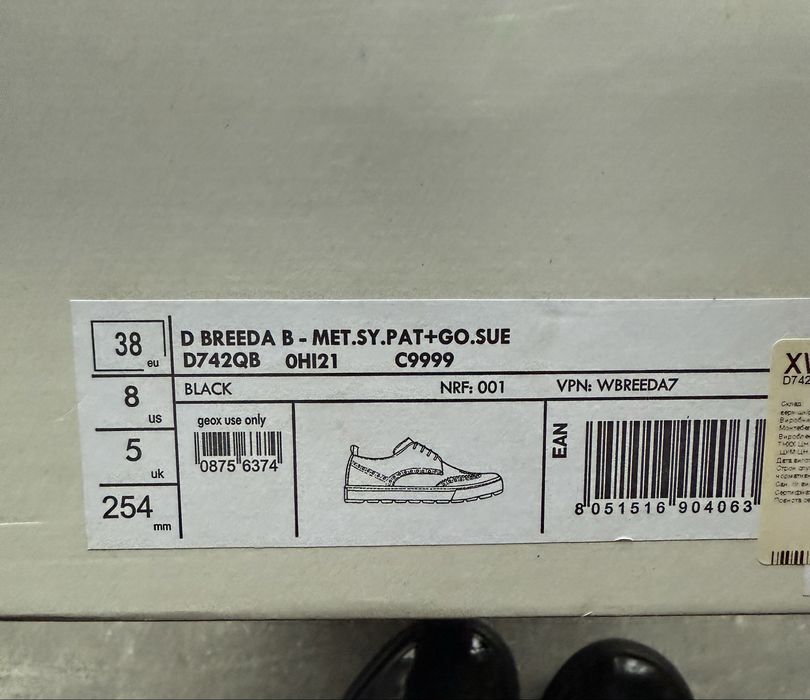 38 eu
8 us
5 uk
254 mm
D BREEDA B - MET.SY.PAT+GO.SUE
D742QB 0HI21 C9999
BLACK NRF: 001 VPN: WBREEDA7
geox use only
0875 6374
EAN
8 051516 904063
D742
Склад: